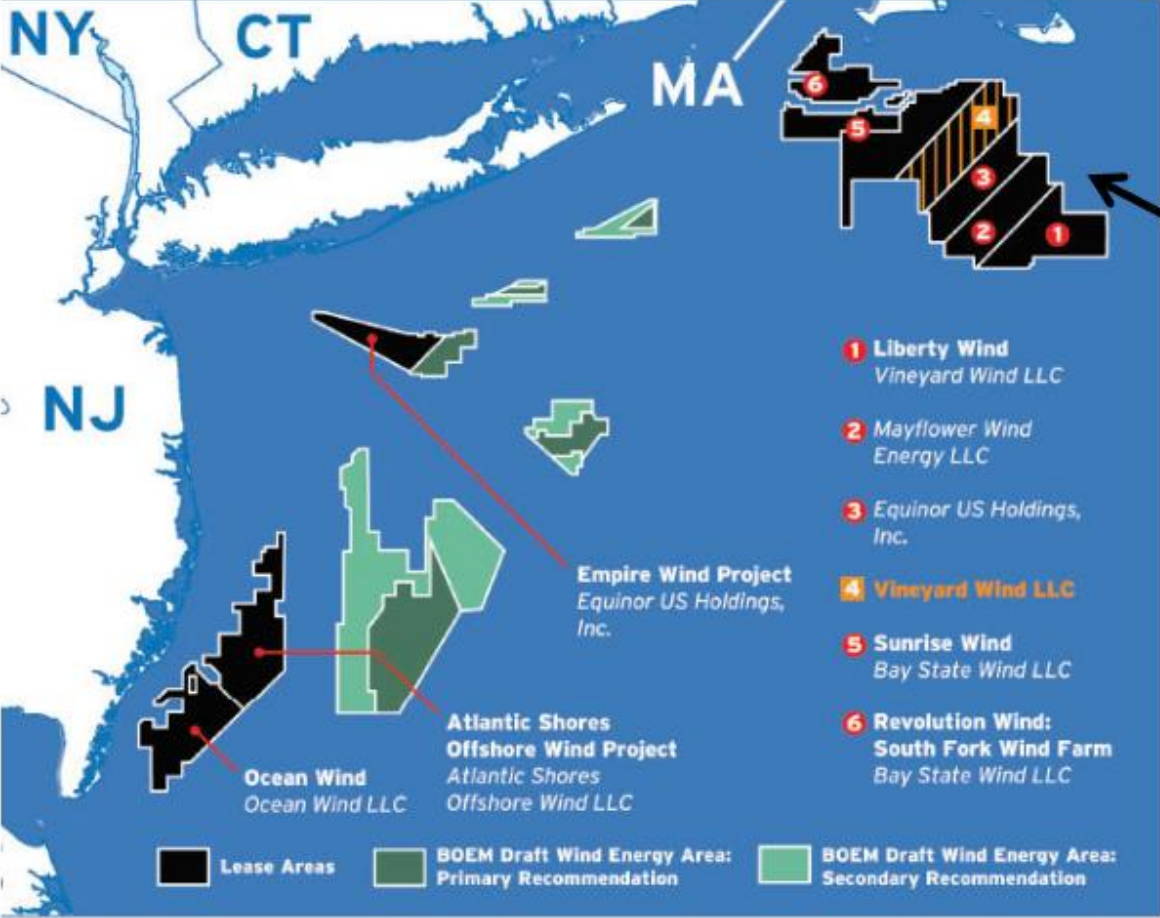 NY
CT
MA
NJ
6
5
4
3
2
1
1 Liberty Wind
Vineyard Wind LLC
2 Mayflower Wind
Energy LLC
3 Equinor US Holdings,
Inc.
4 Vineyard Wind LLC
5 Sunrise Wind
Bay State Wind LLC
6 Revolution Wind:
South Fork Wind Farm
Bay State Wind LLC
Empire Wind Project
Equinor US Holdings,
Inc.
Atlantic Shores
Offshore Wind Project
Atlantic Shores
Offshore Wind LLC
Ocean Wind
Ocean Wind LLC
Lease Areas
BOEM Draft Wind Energy Area:
Primary Recommendation
BOEM Draft Wind Energy Area:
Secondary Recommendation